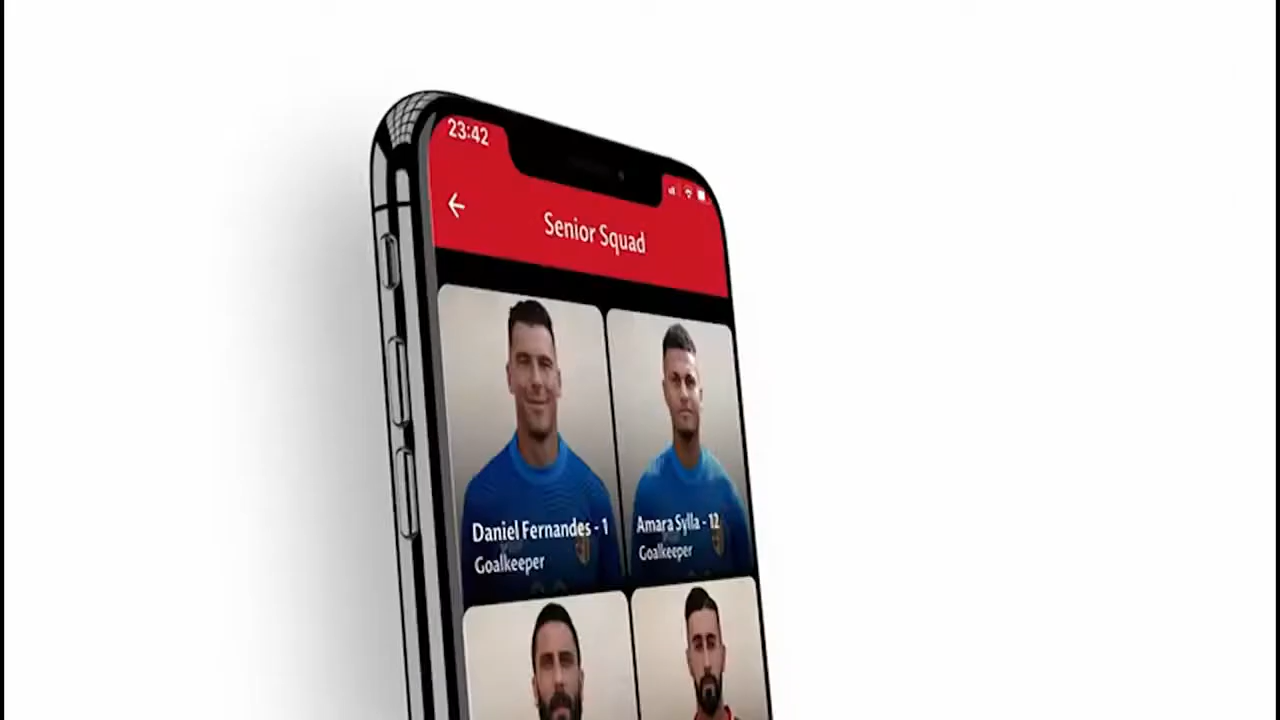 23:42
Senior Squad
Daniel Fernandes - 1
Goalkeeper
Amara Sylla - 12
Goalkeeper